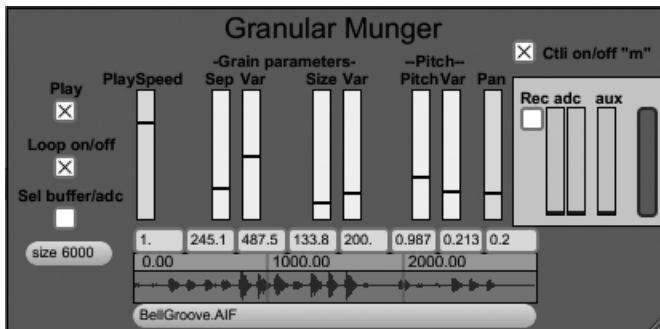 Granular Munger
Ctli on/off "m"
-Grain parameters-
--Pitch--
Play
PlaySpeed
Sep Var
Size Var
Pitch Var
Pan
Rec adc aux
Loop on/off
Sel buffer/adc
size 6000
1. 245.1 487.5 133.8 200. 0.987 0.213 0.2
0.00 1000.00 2000.00
BellGroove.AIF